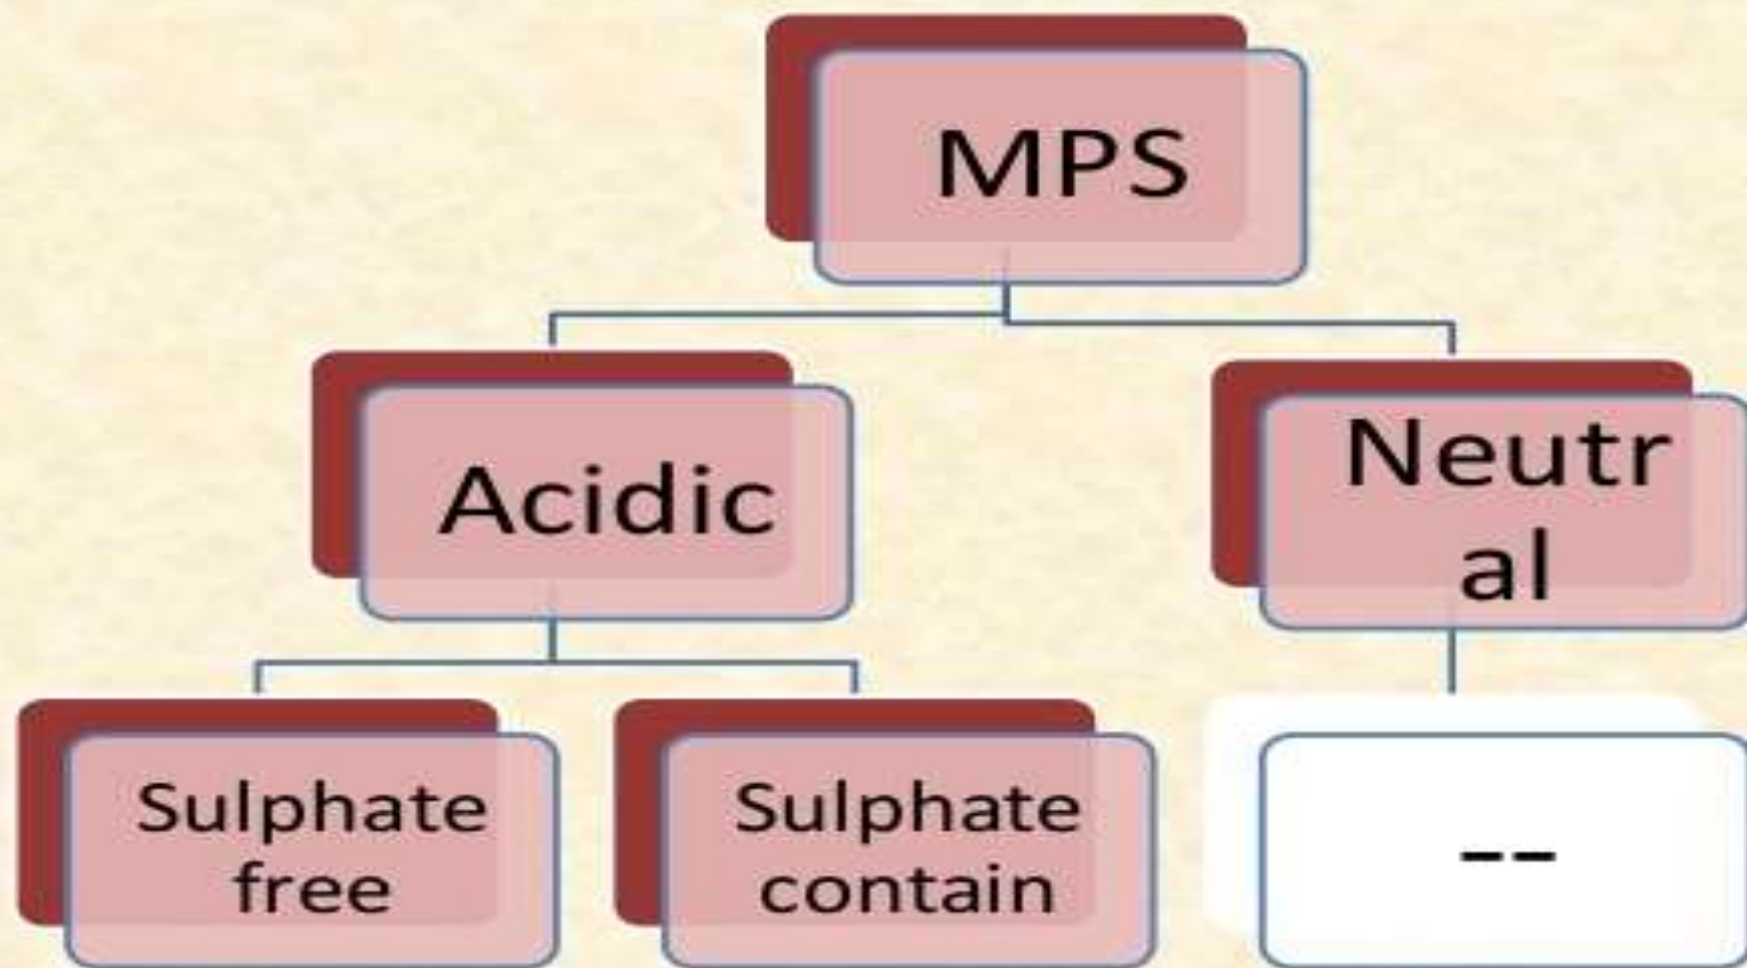 MPS
Acidic
Neutr
al
Sulphate
free
Sulphate
contain
--